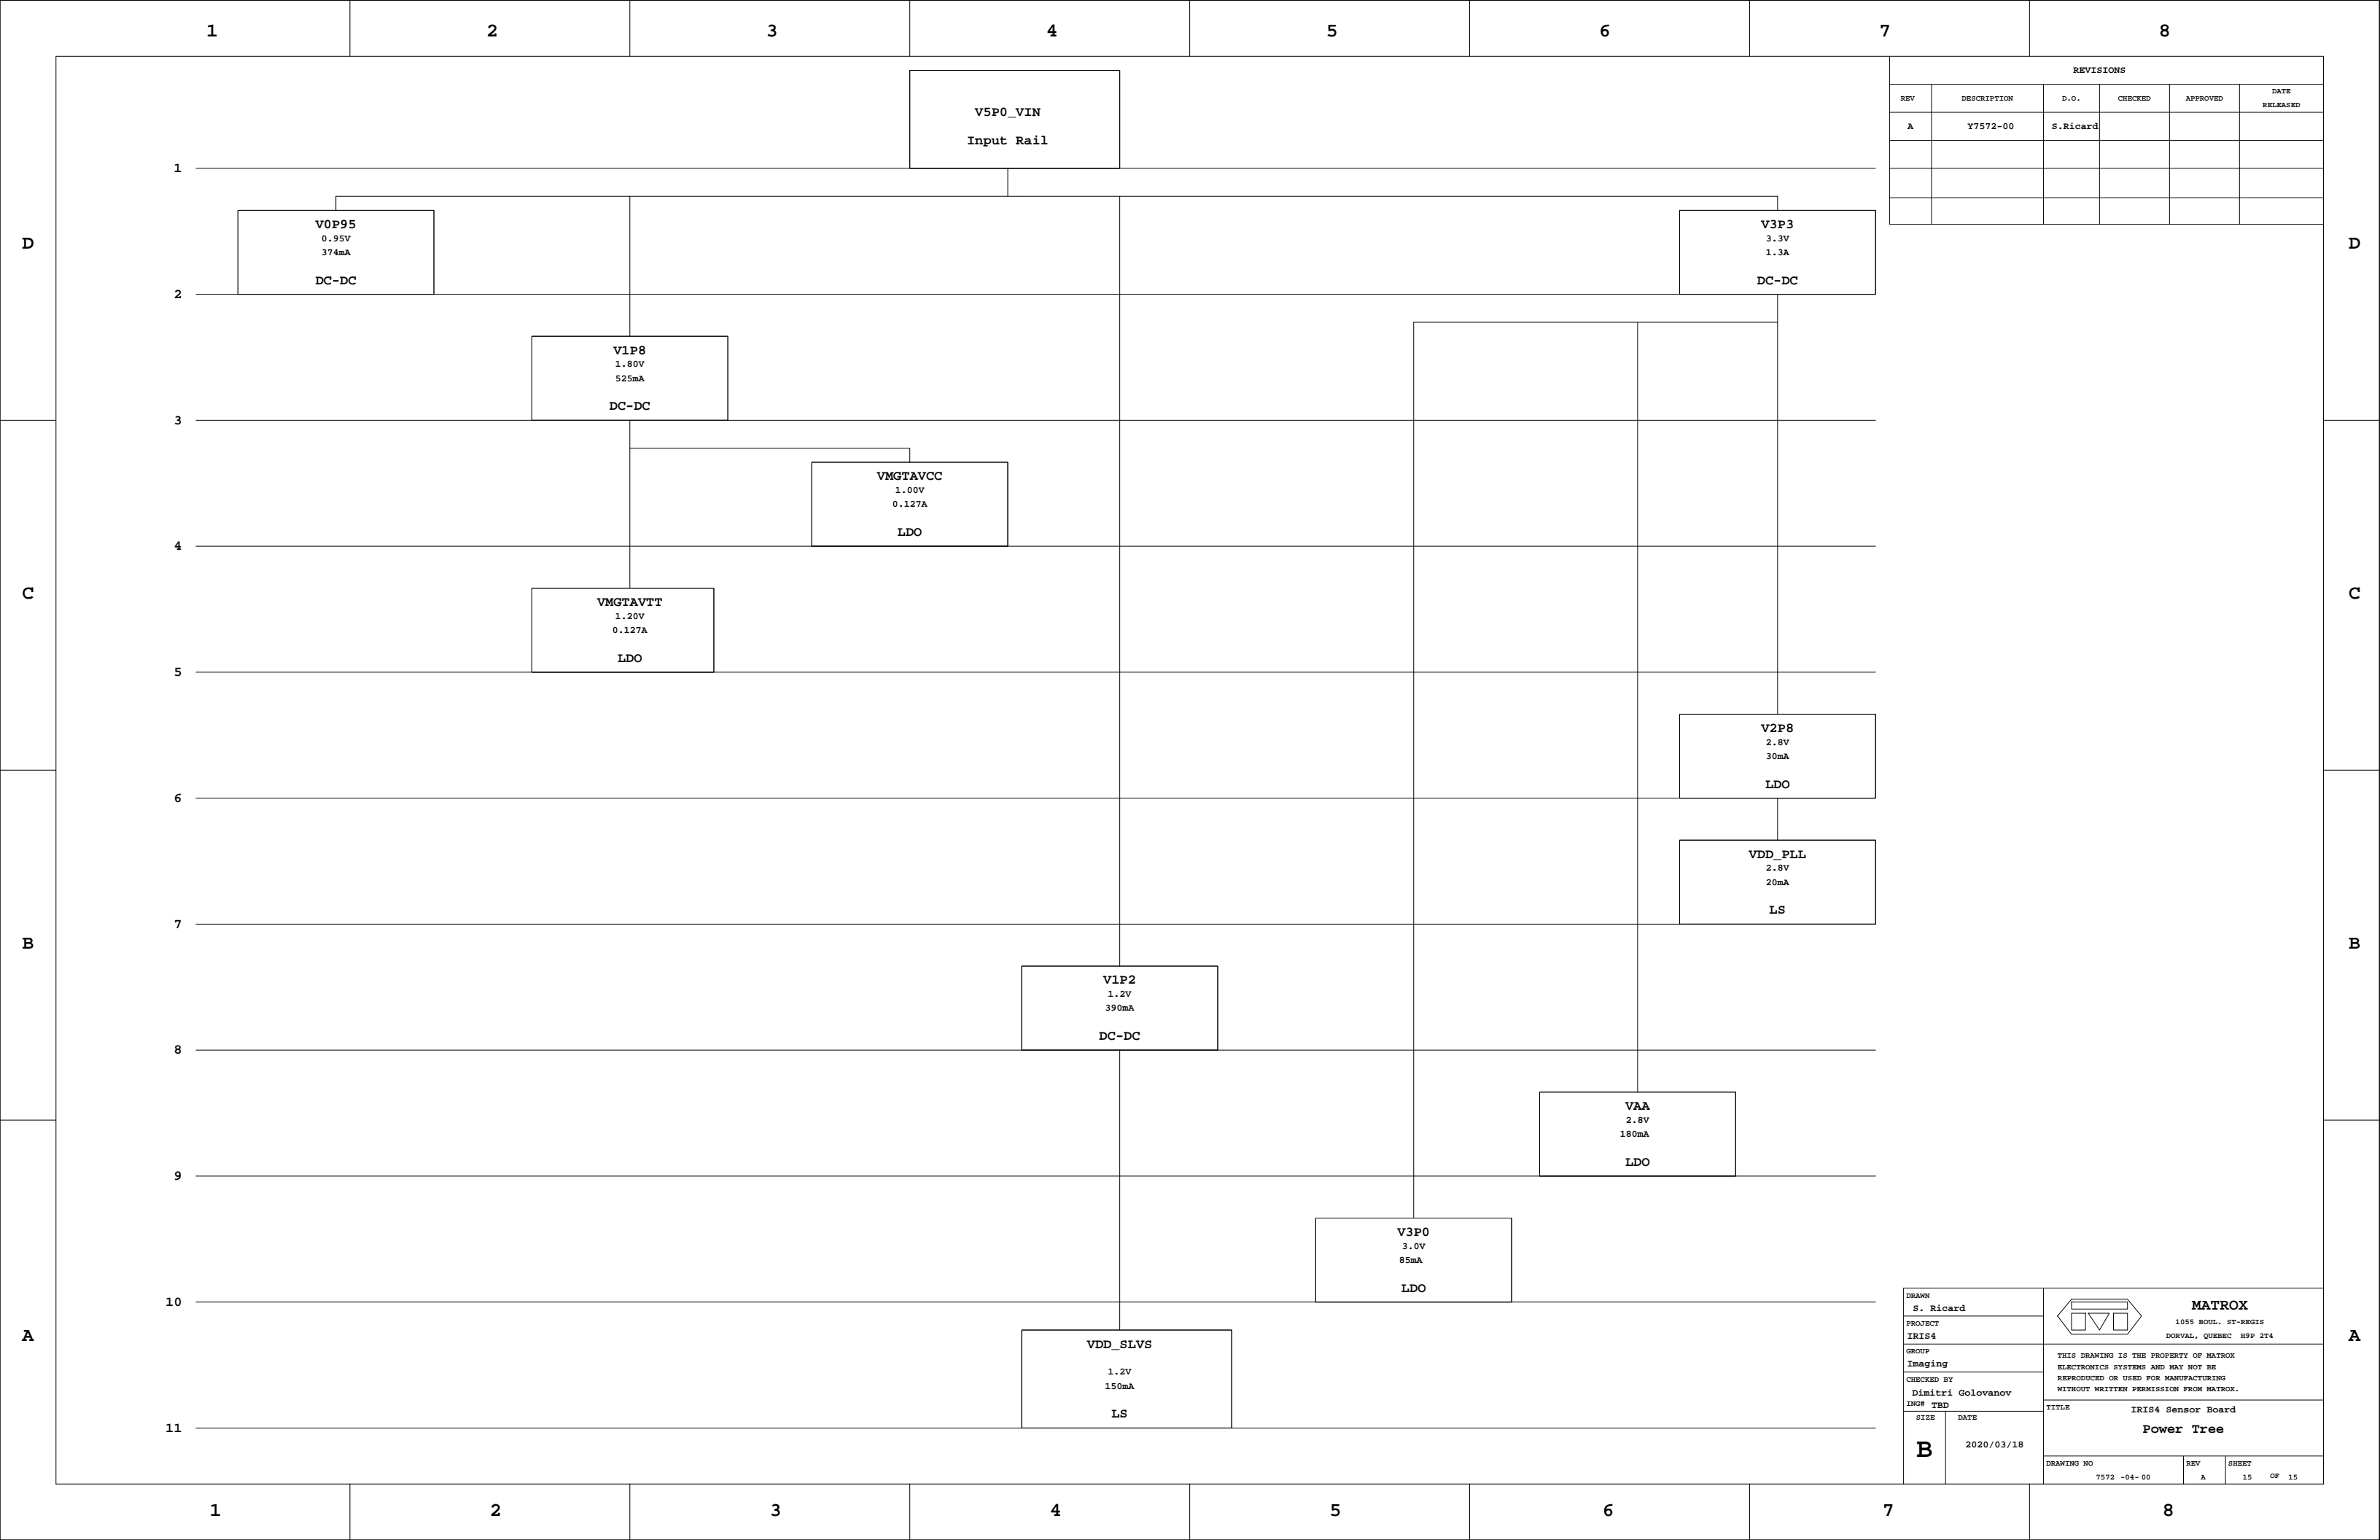 1 2 3 4 5 6 7 8
REVISIONS
REV DESCRIPTION D.O. CHECKED APPROVED DATE RELEASED
A Y7572-00 S.Ricard
V5P0_VIN
Input Rail
1
D D
V0P95
0.95V
374mA
DC-DC
V3P3
3.3V
1.3A
DC-DC
2
V1P8
1.80V
525mA
DC-DC
3
VMGTAVCC
1.00V
0.127A
LDO
4
C C
VMGTAVTT
1.20V
0.127A
LDO
5
V2P8
2.8V
30mA
LDO
6
VDD_PLL
2.8V
20mA
LS
7
B B
V1P2
1.2V
390mA
DC-DC
8
VAA
2.8V
180mA
LDO
9
V3P0
3.0V
85mA
LDO
10
A A
VDD_SLVS
1.2V
150mA
LS
11
DRAWN
S. Ricard
PROJECT
IRIS4
GROUP
Imaging
CHECKED BY
Dimitri Golovanov
ING# TBD
SIZE DATE
B 2020/03/18
MATROX
1055 BOUL. ST-REGIS
DORVAL, QUEBEC H9P 2T4
THIS DRAWING IS THE PROPERTY OF MATROX
ELECTRONICS SYSTEMS AND MAY NOT BE
REPRODUCED OR USED FOR MANUFACTURING
WITHOUT WRITTEN PERMISSION FROM MATROX.
TITLE IRIS4 Sensor Board
Power Tree
DRAWING NO REV SHEET
7572 -04-00 A 15 OF 15
1 2 3 4 5 6 7 8